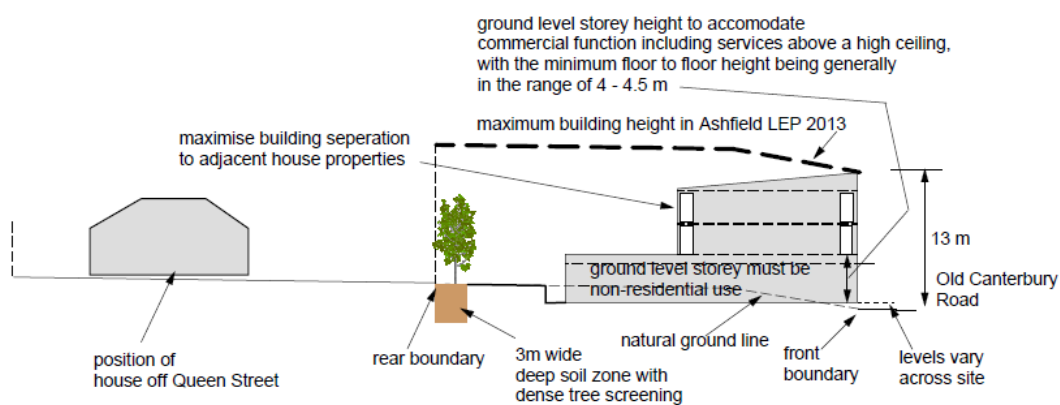 ground level storey height to accomodate
commercial function including services above a high ceiling,
with the minimum floor to floor height being generally
in the range of 4 - 4.5 m
maximum building height in Ashfield LEP 2013
maximise building seperation
to adjacent house properties
13 m
ground level storey must be
non-residential use
Old Canterbury
Road
natural ground line
position of
house off Queen Street
rear boundary
3m wide
deep soil zone with
dense tree screening
front
boundary
levels vary
across site